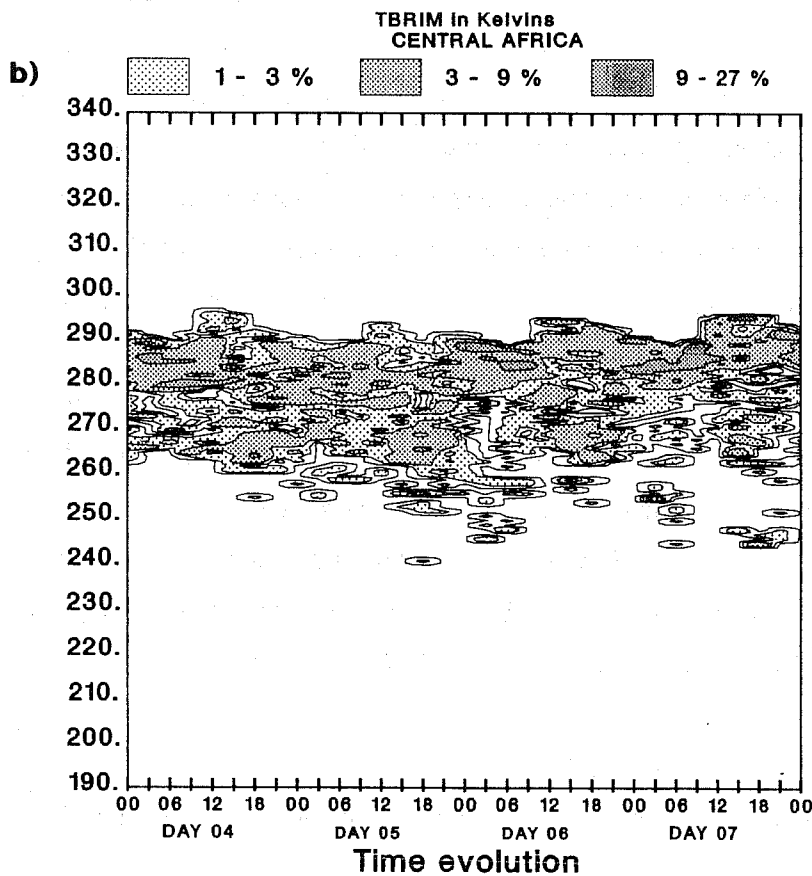 TBRIM in Kelvins
CENTRAL AFRICA
b)
1 - 3 %
3 - 9 %
9 - 27 %
340.
330.
320.
310.
300.
290.
280.
270.
260.
250.
240.
230.
220.
210.
200.
190.
00 06 12 18 00 06 12 18 00 06 12 18 00 06 12 18 00
DAY 04 DAY 05 DAY 06 DAY 07
Time evolution